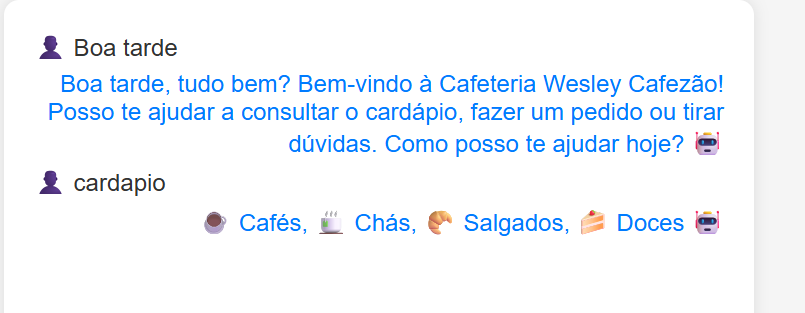 👤 Boa tarde
Boa tarde, tudo bem? Bem-vindo à Cafeteria Wesley Cafezão!
Posso te ajudar a consultar o cardápio, fazer um pedido ou tirar
dúvidas. Como posso te ajudar hoje? 🤖
👤 cardapio
☕ Cafés, 🍵 Chás, 🥐 Salgados, 🍰 Doces 🤖